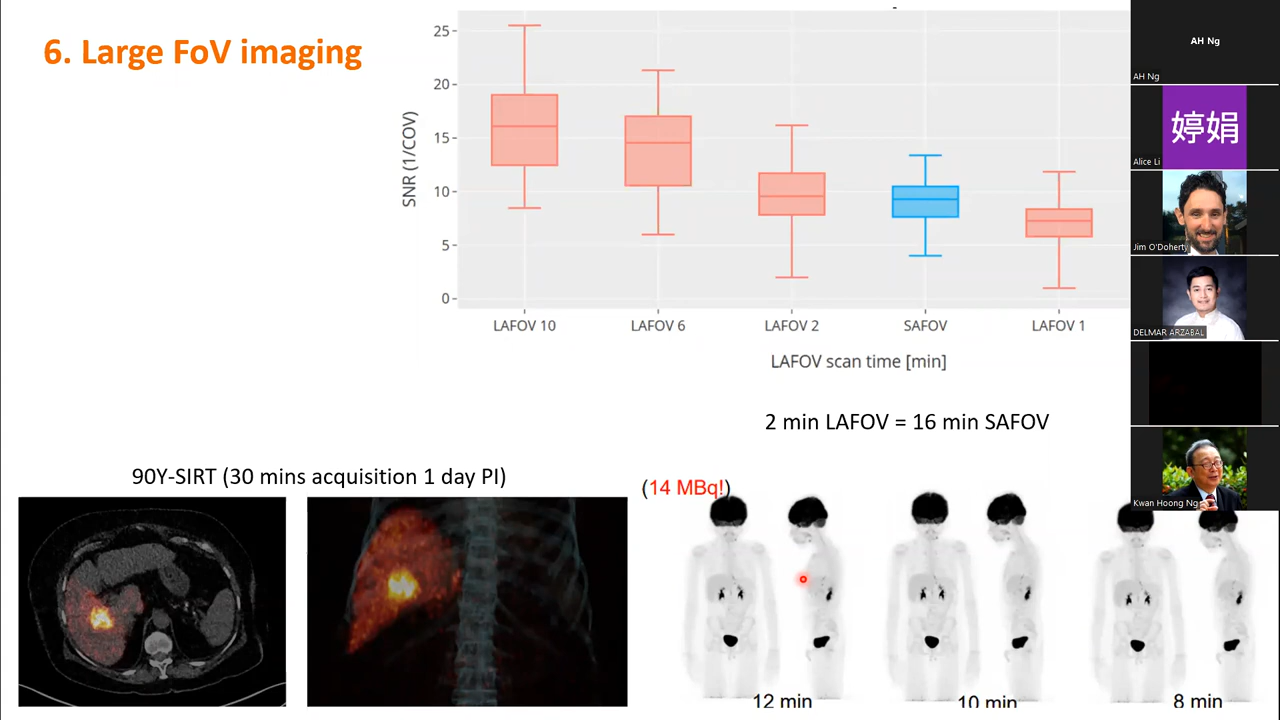 6. Large FoV imaging
SNR (1/COV)
25
20
15
10
5
0
LAFOV 10
LAFOV 6
LAFOV 2
SAFOV
LAFOV 1
LAFOV scan time [min]
2 min LAFOV = 16 min SAFOV
90Y-SIRT (30 mins acquisition 1 day PI)
(14 MBq!)
12 min
10 min
8 min
AH Ng
AH Ng
婷娟
Alice Li
Jim O'Doherty
DELMAR ARZABAL
Kwan Hoong Ng